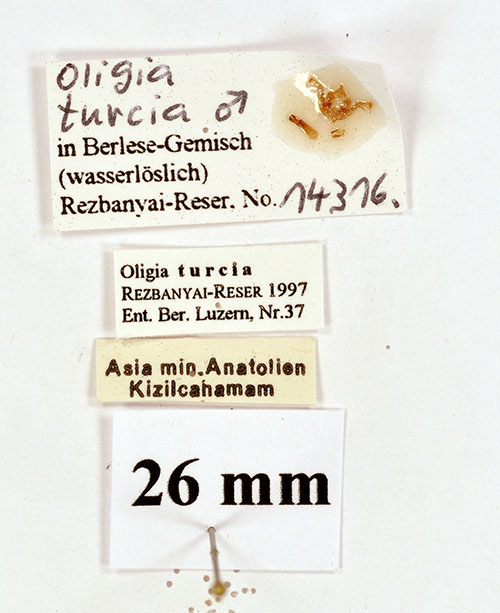 Oligia
turcia ♂
in Berlese-Gemisch
(wasserlöslich)
Rezbanyai-Reser. No. 14316.
Oligia turcia
REZBANYAI-RESER 1997
Ent. Ber. Luzern, Nr.37
Asia min.Anatolien
Kizilcahamam
26 mm